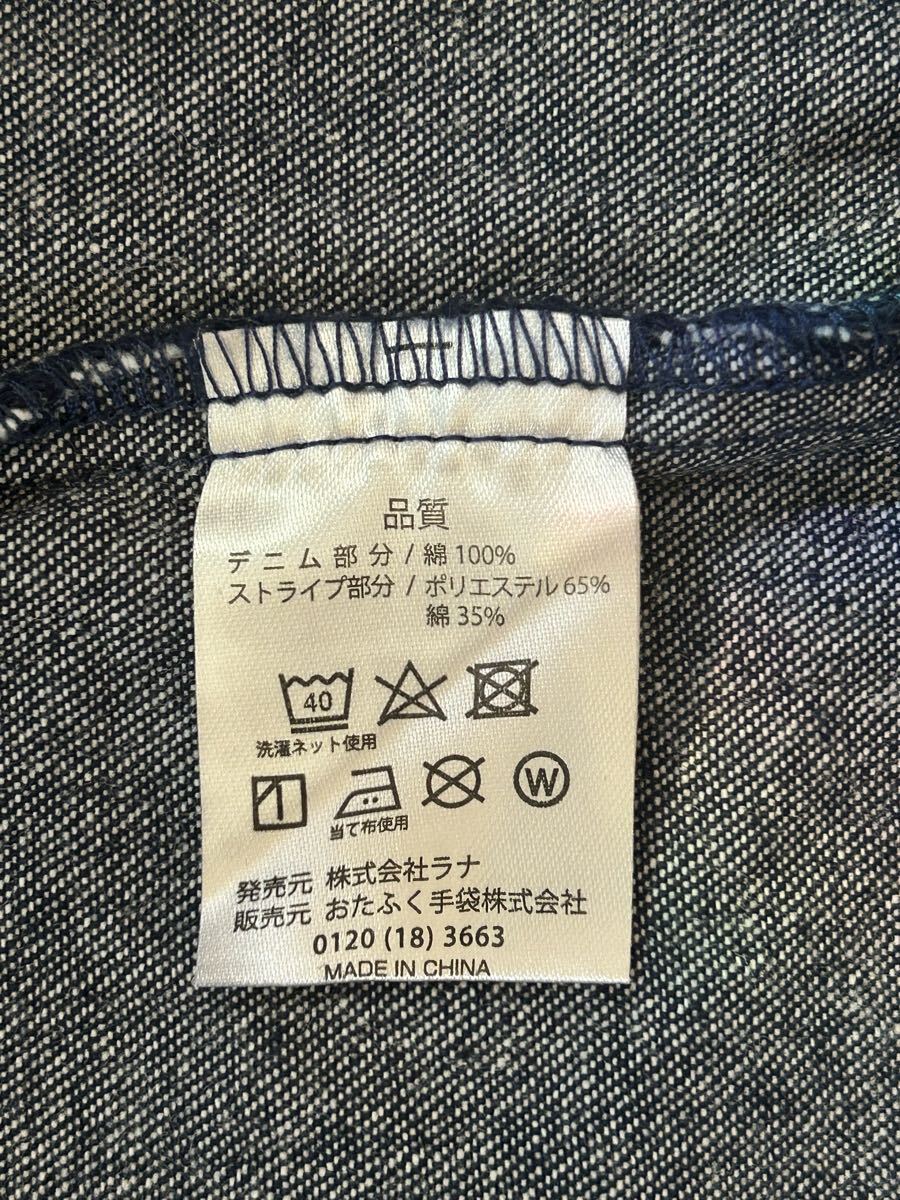 品質
デニム部分 / 綿 100%
ストライプ部分 / ポリエステル 65%
綿 35%
40
洗濯ネット使用
W
当て布使用
発売元 株式会社ラナ
販売元 おたふく手袋株式会社
0120 (18) 3663
MADE IN CHINA